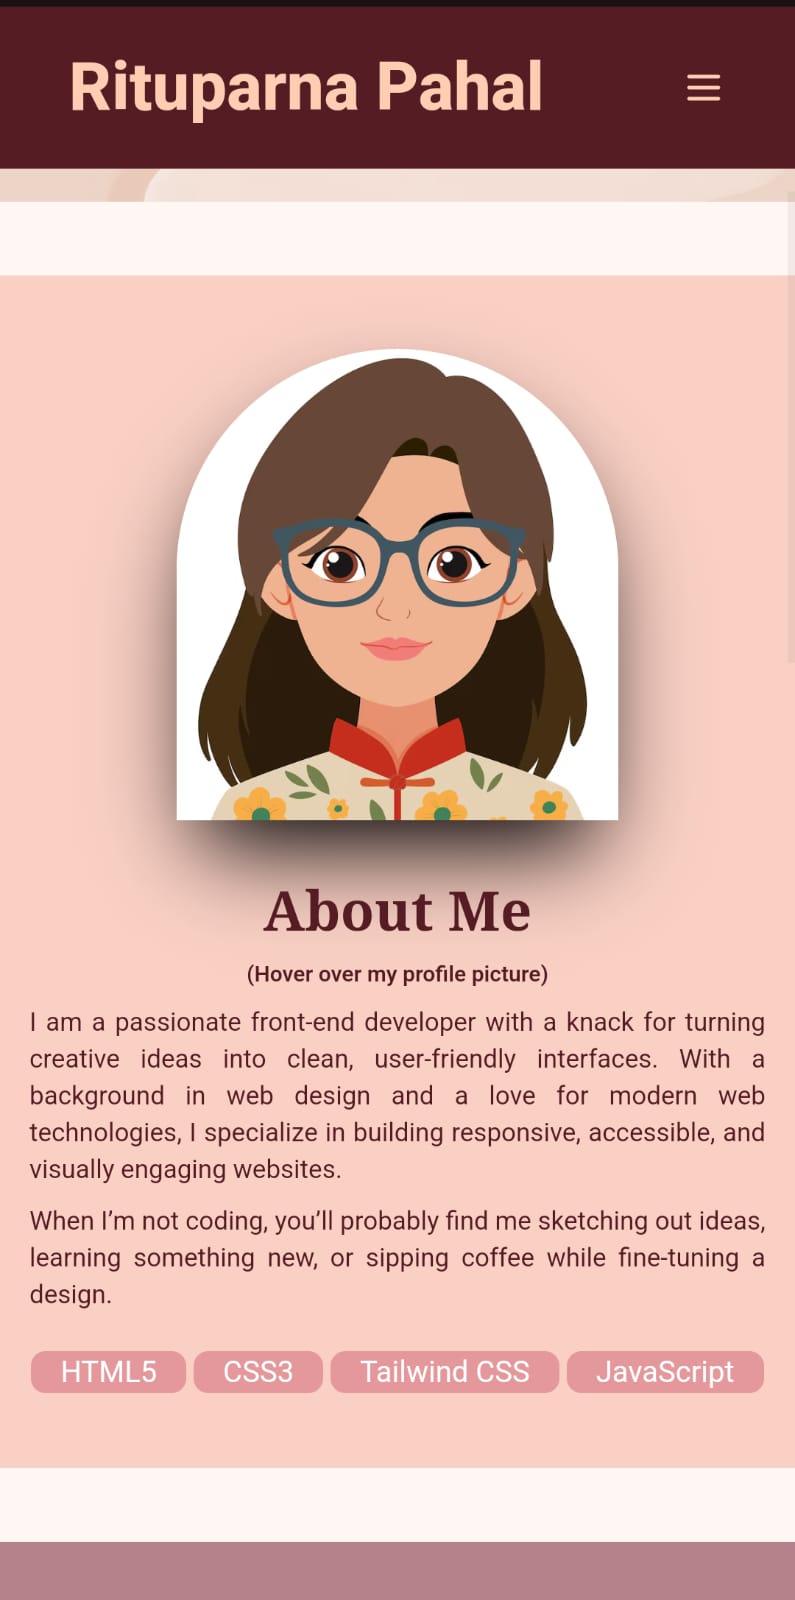 Rituparna Pahal
About Me
(Hover over my profile picture)
I am a passionate front-end developer with a knack for turning
creative ideas into clean, user-friendly interfaces. With a
background in web design and a love for modern web
technologies, I specialize in building responsive, accessible, and
visually engaging websites.
When I’m not coding, you’ll probably find me sketching out ideas,
learning something new, or sipping coffee while fine-tuning a
design.
HTML5 CSS3 Tailwind CSS JavaScript